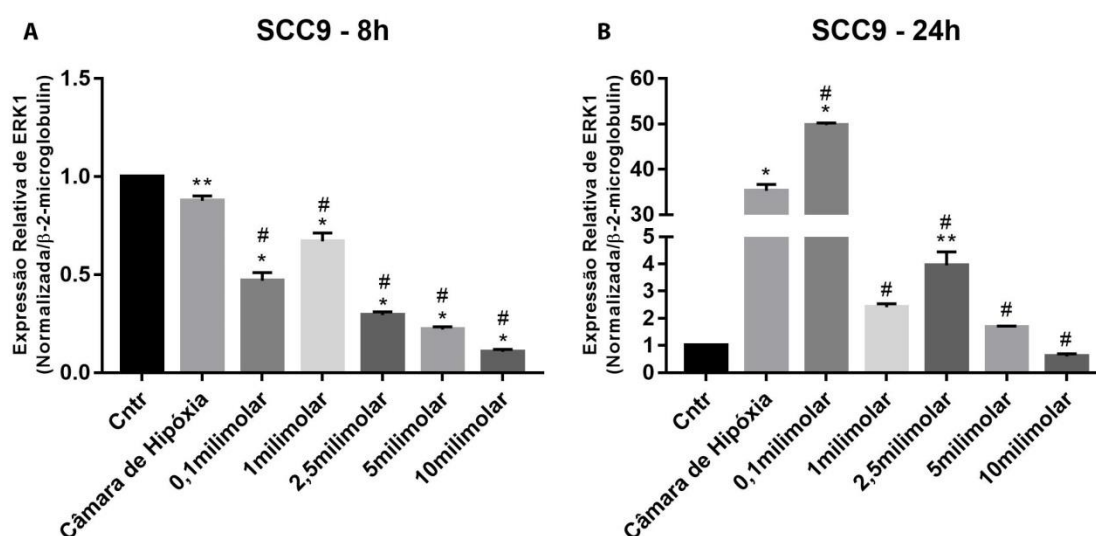 A
SCC9 - 8h
Expressão Relativa de ERK1
(Normalizada/β-2-microglobulin)
1.5
1.0
0.5
0.0
**
#
*
#
*
#
*
#
*
#
*
Cntr
Câmara de Hipóxia
0,1milimolar
1milimolar
2,5milimolar
5milimolar
10milimolar
B
SCC9 - 24h
Expressão Relativa de ERK1
(Normalizada/β-2-microglobulin)
60
50
40
30
5
4
3
2
1
0
*
#
*
#
#
**
#
#
Cntr
Câmara de Hipóxia
0,1milimolar
1milimolar
2,5milimolar
5milimolar
10milimolar